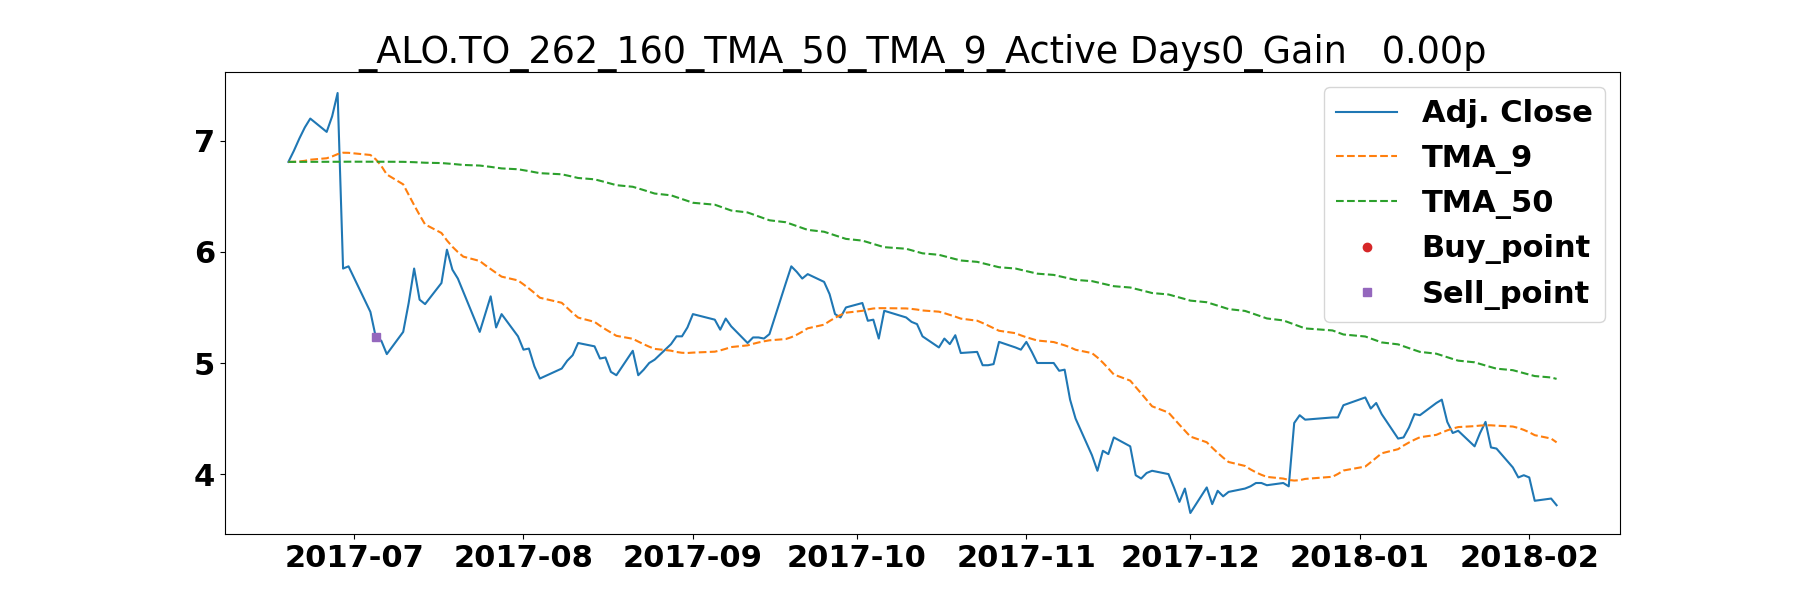 _ALO.TO_262_160_TMA_50_TMA_9_Active Days0_Gain   0.00p
Adj. Close
TMA_9
TMA_50
Buy_point
Sell_point
7
6
5
4
2017-07 2017-08 2017-09 2017-10 2017-11 2017-12 2018-01 2018-02